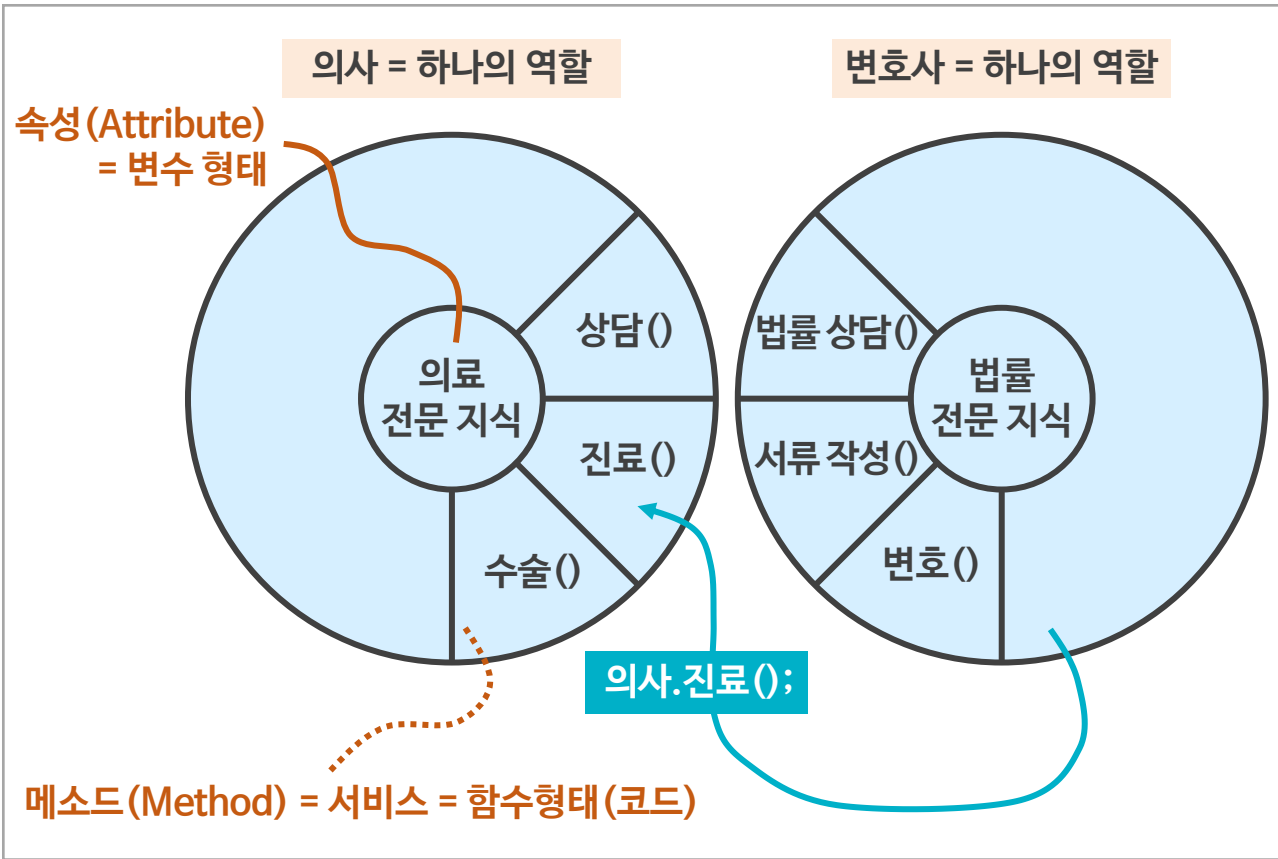 의사 = 하나의 역할
변호사 = 하나의 역할
속성(Attribute)
= 변수 형태
상담()
의료
전문 지식
진료()
수술()
법률 상담()
법률
전문 지식
서류 작성()
변호()
의사.진료();
메소드(Method) = 서비스 = 함수형태(코드)